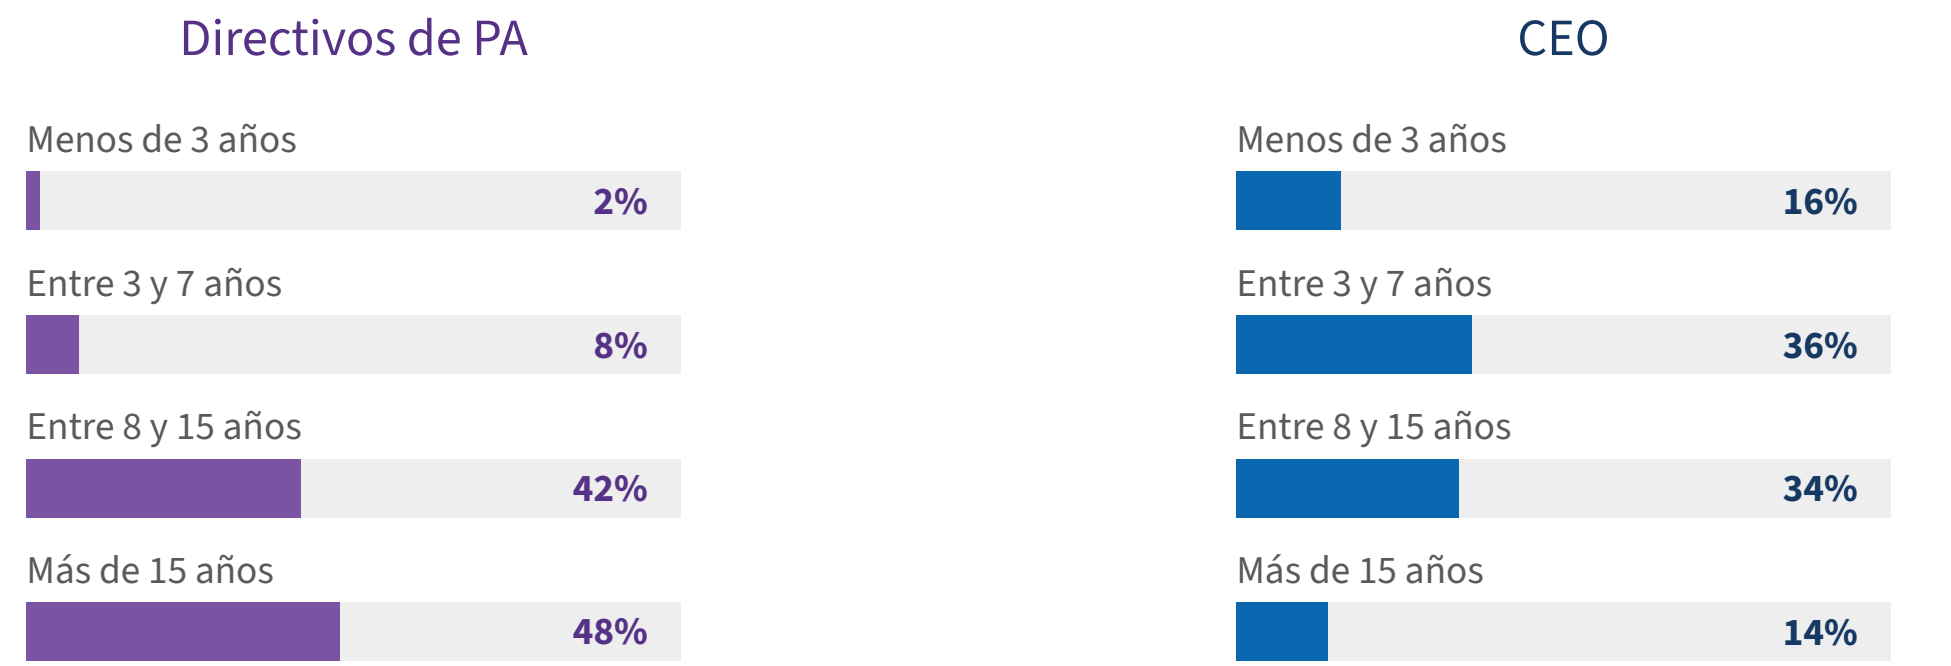 Directivos de PA
Menos de 3 años
2%
Entre 3 y 7 años
8%
Entre 8 y 15 años
42%
Más de 15 años
48%
CEO
Menos de 3 años
16%
Entre 3 y 7 años
36%
Entre 8 y 15 años
34%
Más de 15 años
14%